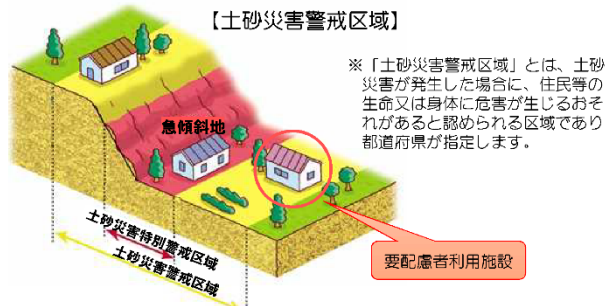 【土砂災害警戒区域】
※「土砂災害警戒区域」とは、土砂
災害が発生した場合に、住民等の
生命又は身体に危害が生じるおそ
れがあると認められる区域であり
都道府県が指定します。
急傾斜地
土砂災害特別警戒区域
土砂災害警戒区域
要配慮者利用施設